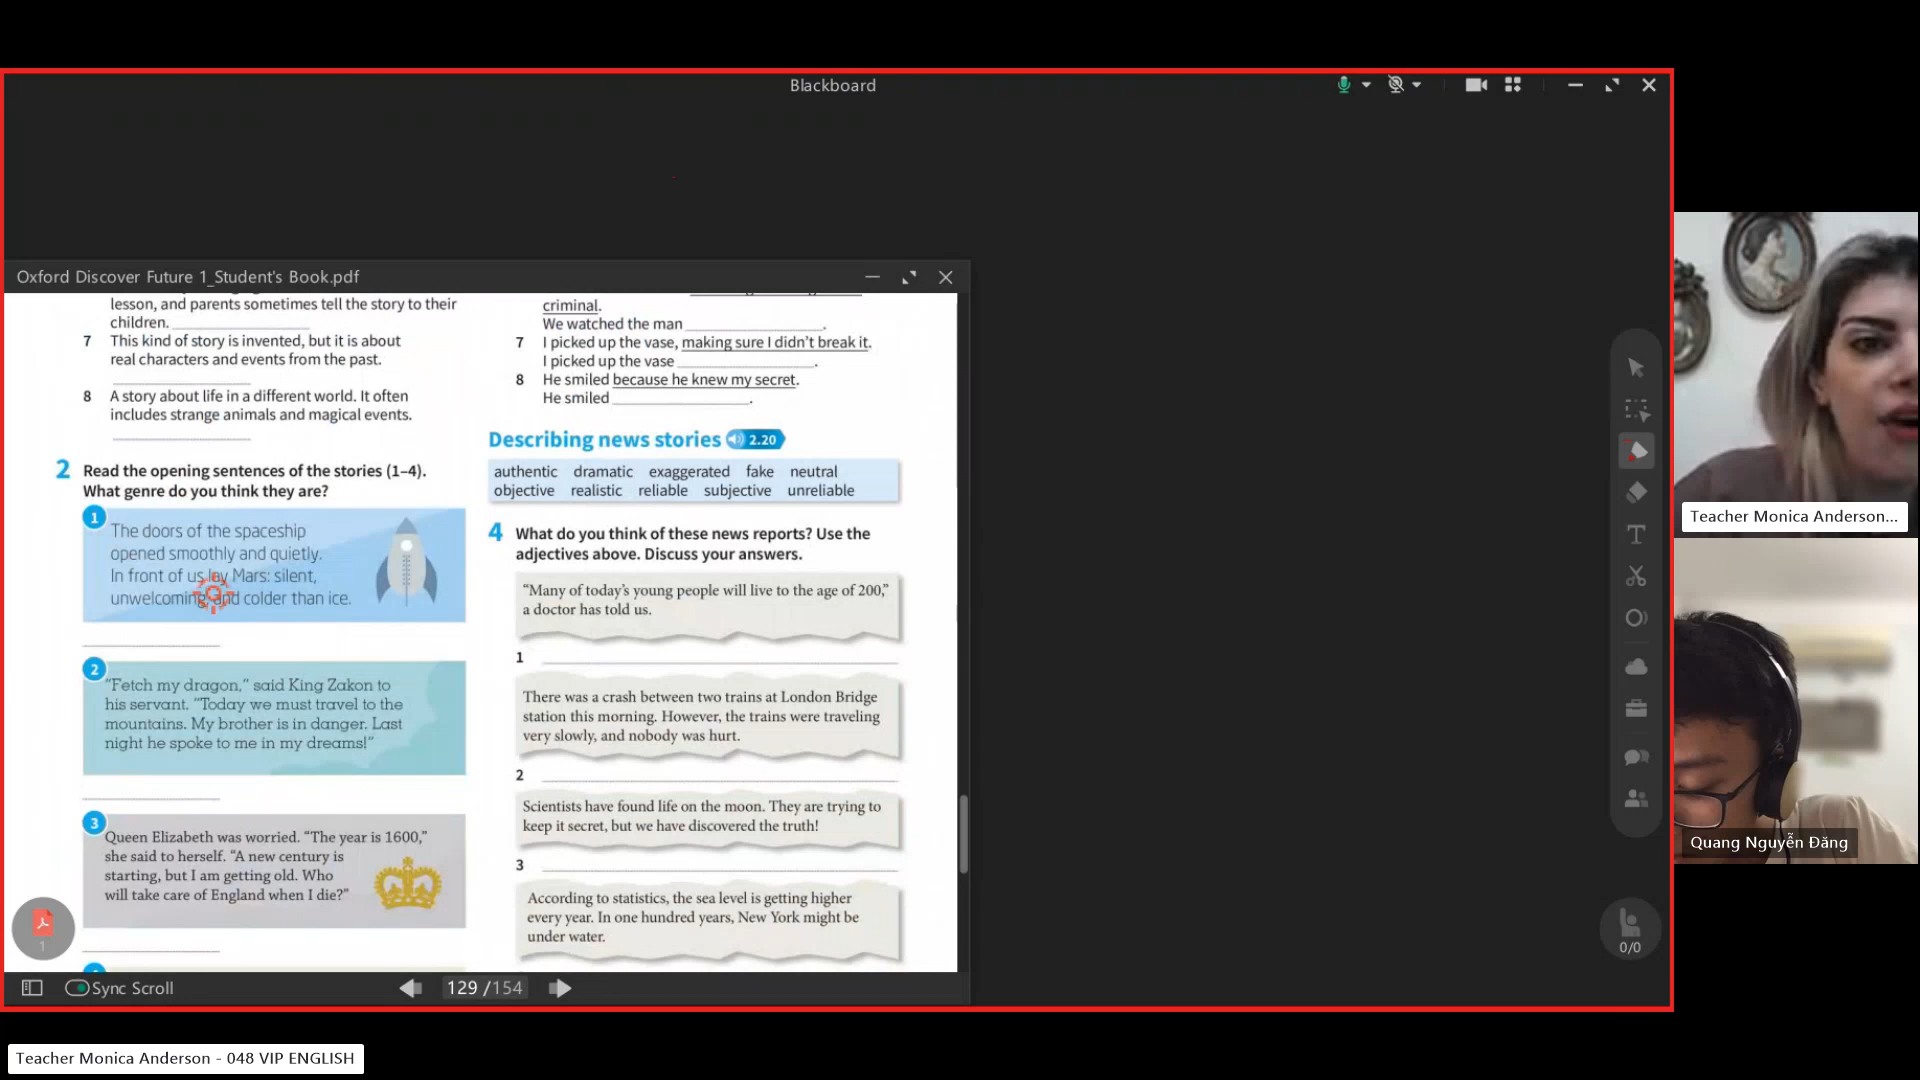 Blackboard
Oxford Discover Future 1_Student's Book.pdf
lesson, and parents sometimes tell the story to their
children.
7 This kind of story is invented, but it is about
real characters and events from the past.
8 A story about life in a different world. It often
includes strange animals and magical events.
2 Read the opening sentences of the stories (1–4).
What genre do you think they are?
1
The doors of the spaceship
opened smoothly and quietly.
In front of us lay Mars: silent,
unwelcoming, and colder than ice.
2
"Fetch my dragon," said King Zakon to
his servant. "Today we must travel to the
mountains. My brother is in danger. Last
night he spoke to me in my dreams!"
3
Queen Elizabeth was worried. "The year is 1600,"
she said to herself. "A new century is
starting, but I am getting old. Who
will take care of England when I die?"
criminal.
We watched the man .
7 I picked up the vase, making sure I didn't break it.
I picked up the vase .
8 He smiled because he knew my secret.
He smiled .
Describing news stories 2.20
authentic dramatic exaggerated fake neutral
objective realistic reliable subjective unreliable
4 What do you think of these news reports? Use the
adjectives above. Discuss your answers.
"Many of today's young people will live to the age of 200,"
a doctor has told us.
1
There was a crash between two trains at London Bridge
station this morning. However, the trains were traveling
very slowly, and nobody was hurt.
2
Scientists have found life on the moon. They are trying to
keep it secret, but we have discovered the truth!
3
According to statistics, the sea level is getting higher
every year. In one hundred years, New York might be
under water.
1
Sync Scroll
129 /154
0/0
Teacher Monica Anderson...
Quang Nguyễn Đăng
Teacher Monica Anderson - 048 VIP ENGLISH